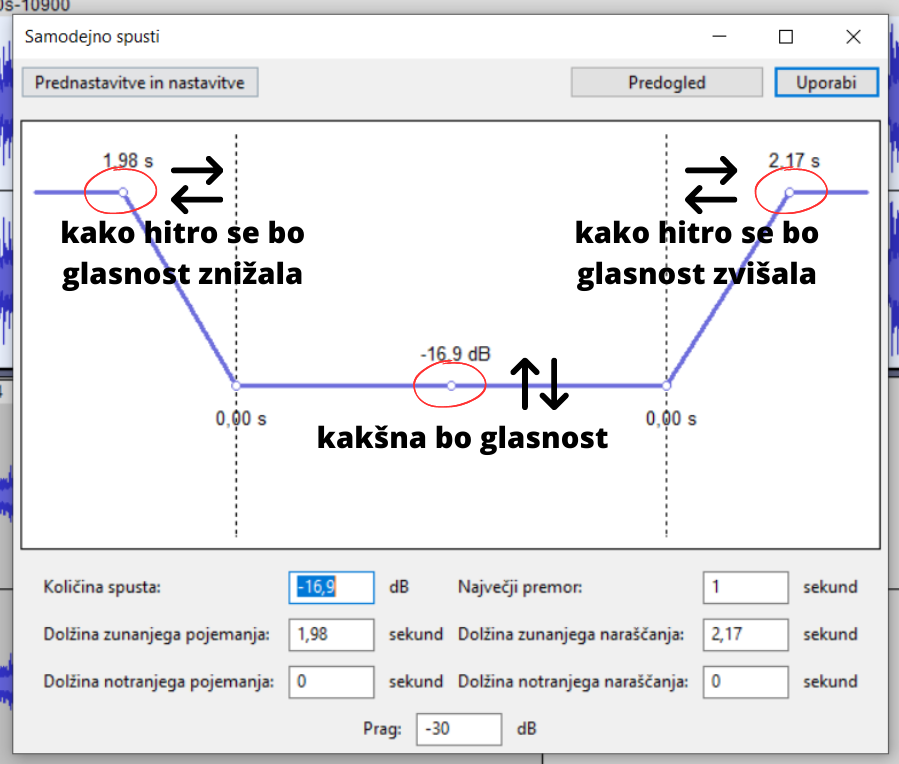 0s-10900
Samodejno spusti
Prednastavitve in nastavitve
Predogled
Uporabi
1,98 s
2,17 s
kako hitro se bo
glasnost znižala
kako hitro se bo
glasnost zvišala
-16,9 dB
0,00 s
0,00 s
kakšna bo glasnost
Količina spusta: -16,9 dB
Največji premor: 1 sekund
Dolžina zunanjega pojemanja: 1,98 sekund
Dolžina zunanjega naraščanja: 2,17 sekund
Dolžina notranjega pojemanja: 0 sekund
Dolžina notranjega naraščanja: 0 sekund
Prag: -30 dB